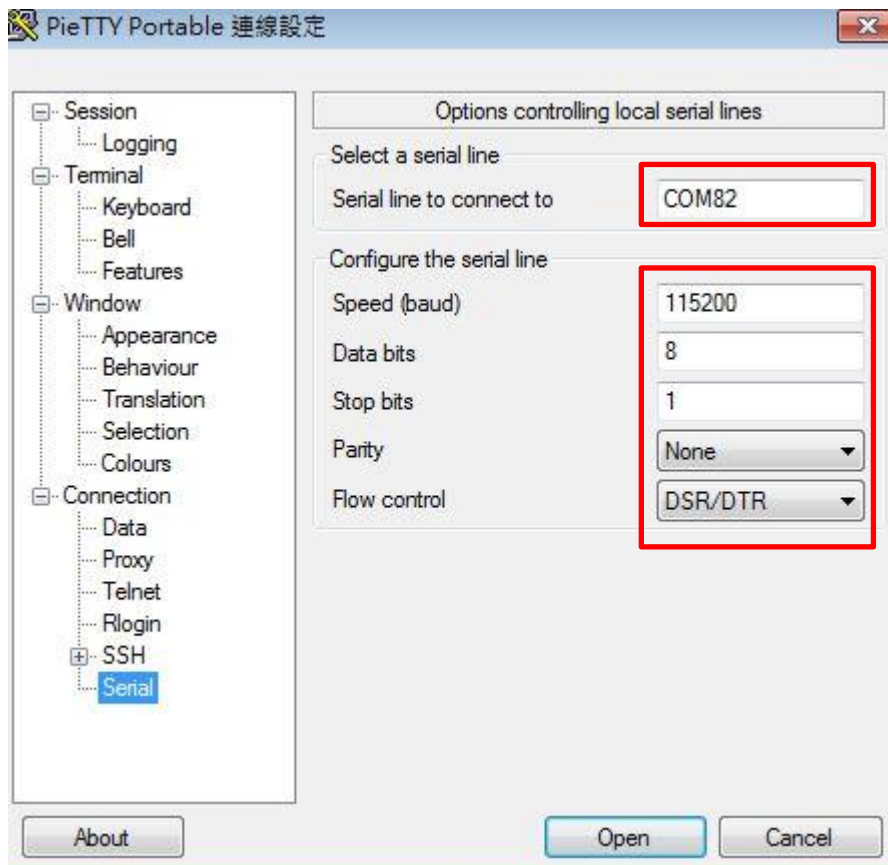 PieTTY Portable 連線設定
Session
Logging
Terminal
Keyboard
Bell
Features
Window
Appearance
Behaviour
Translation
Selection
Colours
Connection
Data
Proxy
Telnet
Rlogin
SSH
Serial
Options controlling local serial lines
Select a serial line
Serial line to connect to COM82
Configure the serial line
Speed (baud) 115200
Data bits 8
Stop bits 1
Parity None
Flow control DSR/DTR
About Open Cancel